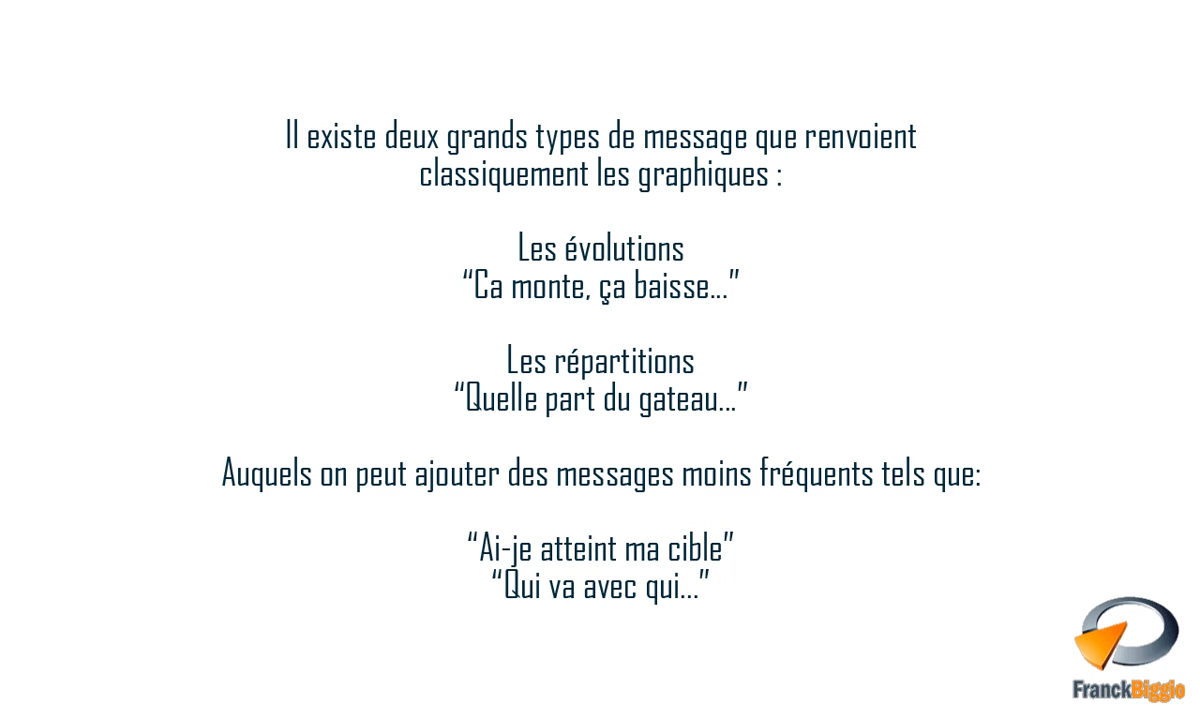 Il existe deux grands types de message que renvoient
classiquement les graphiques :
Les évolutions
“Ca monte, ça baisse...”
Les répartitions
“Quelle part du gateau...”
Auquels on peut ajouter des messages moins fréquents tels que:
“Ai-je atteint ma cible”
“Qui va avec qui...”
FranckBiggio